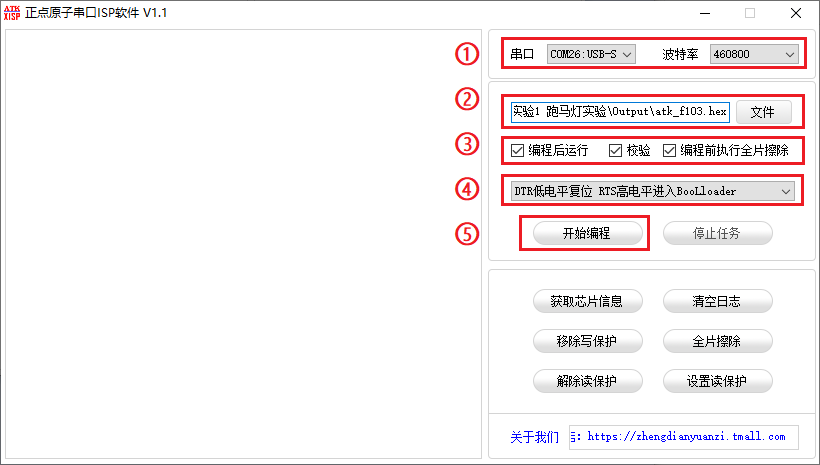 ATK
XISP 正点原子串口ISP软件 V1.1
① 串口 COM26:USB-S 波特率 460800
② 实验1 跑马灯实验\Output\atk_f103.hex 文件
③ 编程后运行 校验 编程前执行全片擦除
④ DTR低电平复位 RTS高电平进入BooLloader
⑤ 开始编程 停止任务
获取芯片信息 清空日志
移除写保护 全片擦除
解除读保护 设置读保护
关于我们 : https://zhengdianyuanzi.tmall.com